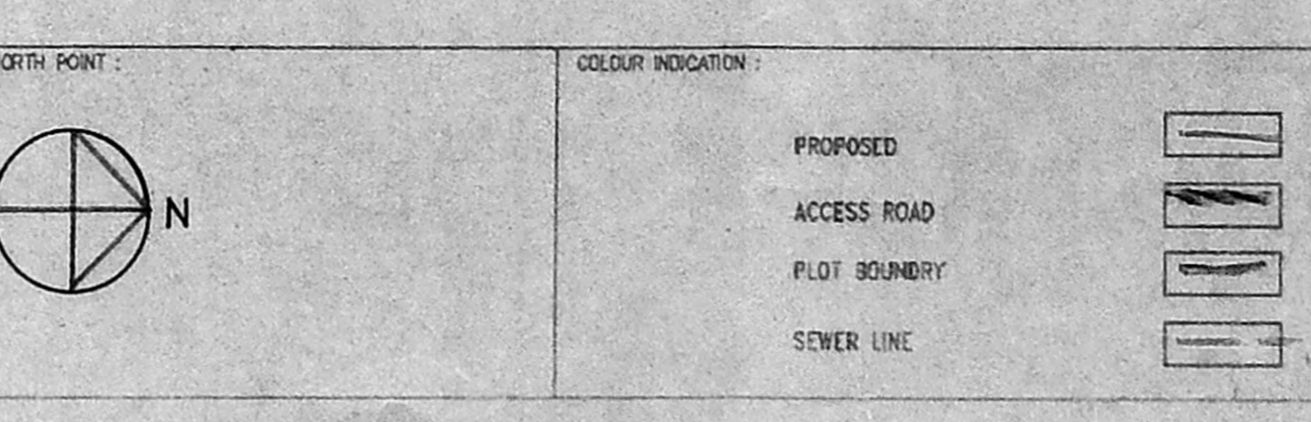 ORTH POINT :
N
COLOUR INDICATION :
PROPOSED
ACCESS ROAD
PLOT BOUNDRY
SEWER LINE